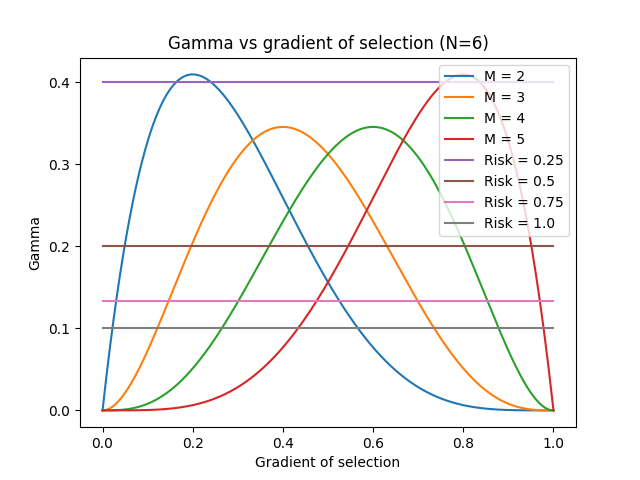 Gamma vs gradient of selection (N=6)
M = 2
M = 3
M = 4
M = 5
Risk = 0.25
Risk = 0.5
Risk = 0.75
Risk = 1.0
Gamma
0.4
0.3
0.2
0.1
0.0
0.0 0.2 0.4 0.6 0.8 1.0
Gradient of selection